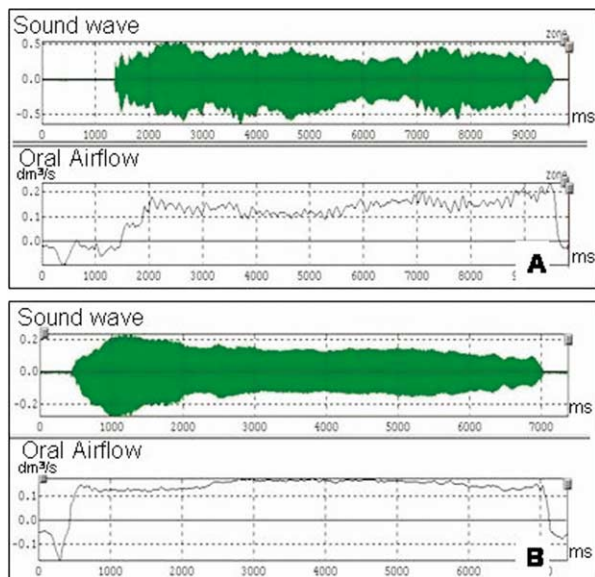 Sound wave
zone
0.5
0.0
-0.5
0 1000 2000 3000 4000 5000 6000 7000 8000 9000 ms
Oral Airflow
dm³/s
zone
0.2
0.1
0.0
0 1000 2000 3000 4000 5000 6000 7000 8000 ms
A
Sound wave
0.2
0.0
-0.2
0 1000 2000 3000 4000 5000 6000 7000 ms
Oral Airflow
dm³/s
0.1
0.0
-0.1
0 1000 2000 3000 4000 5000 6000 ms
B